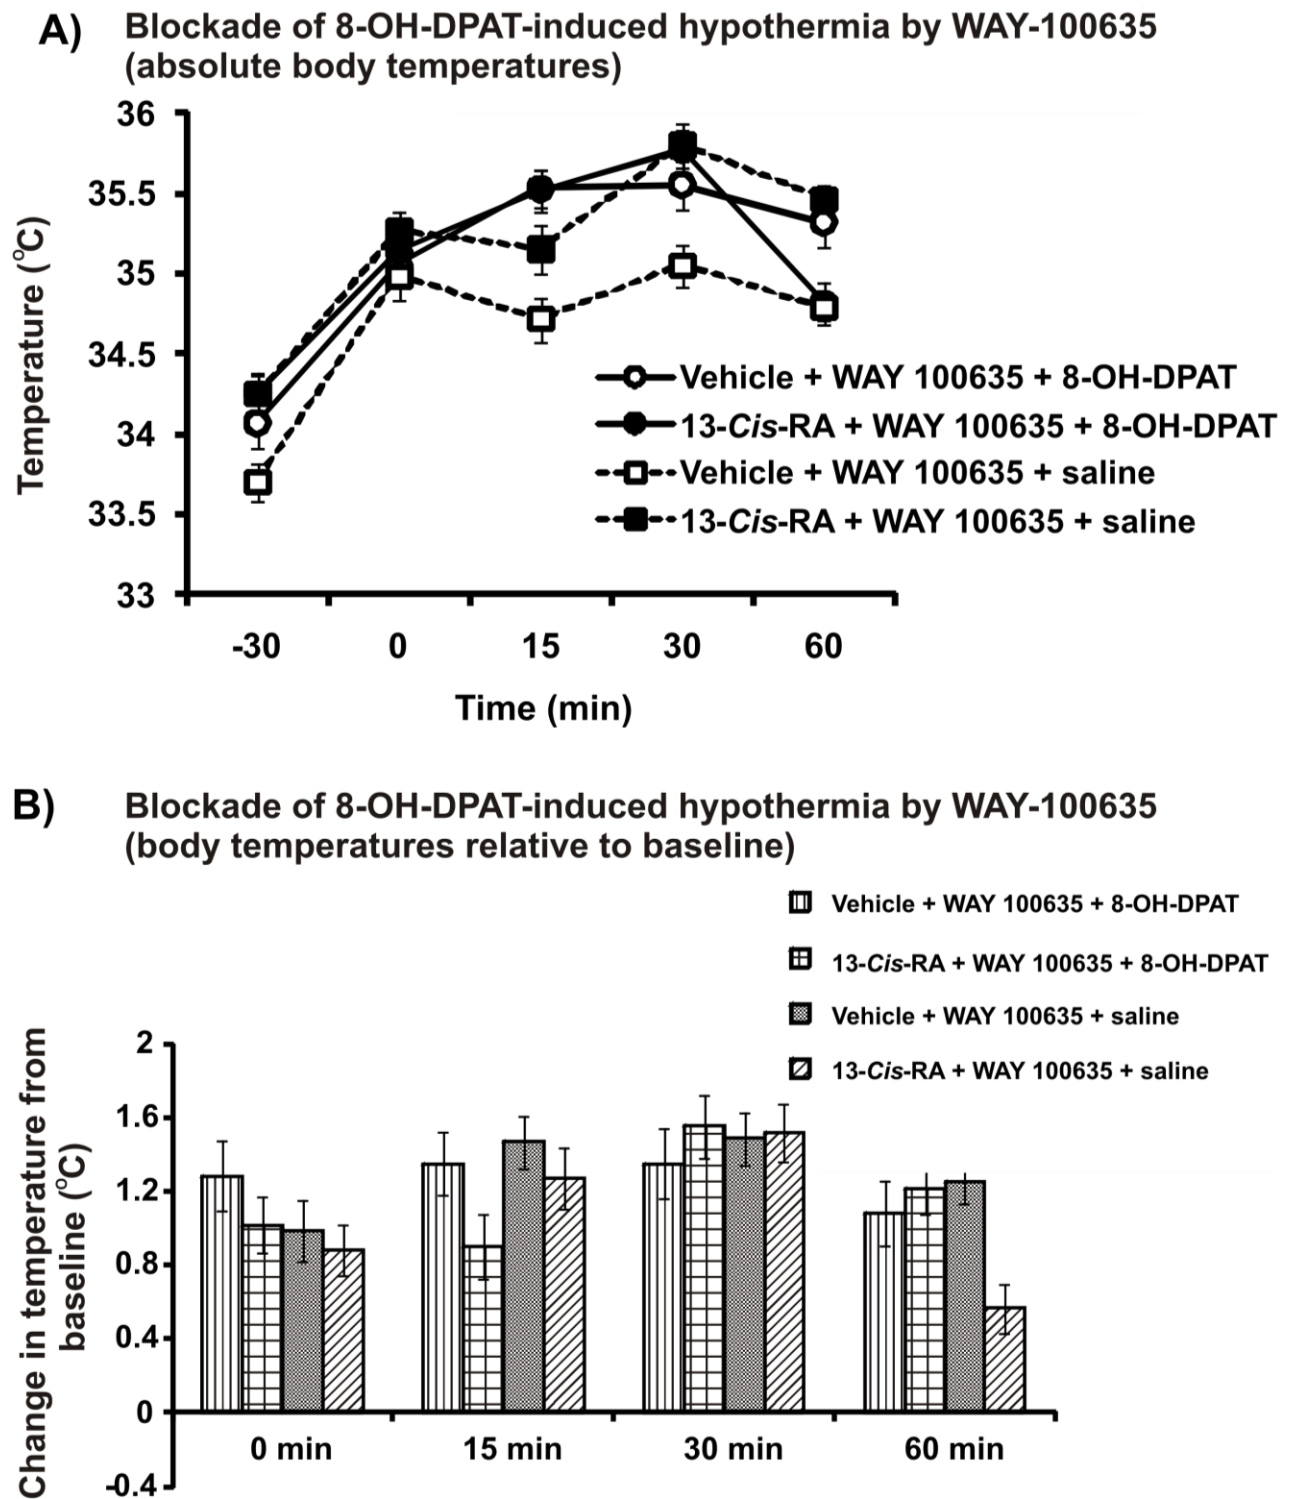 A) Blockade of 8-OH-DPAT-induced hypothermia by WAY-100635
(absolute body temperatures)
36
35.5
35
34.5
34
33.5
33
Temperature (°C)
Vehicle + WAY 100635 + 8-OH-DPAT
13-Cis-RA + WAY 100635 + 8-OH-DPAT
Vehicle + WAY 100635 + saline
13-Cis-RA + WAY 100635 + saline
-30 0 15 30 60
Time (min)
B) Blockade of 8-OH-DPAT-induced hypothermia by WAY-100635
(body temperatures relative to baseline)
Vehicle + WAY 100635 + 8-OH-DPAT
13-Cis-RA + WAY 100635 + 8-OH-DPAT
Vehicle + WAY 100635 + saline
13-Cis-RA + WAY 100635 + saline
Change in temperature from
baseline (°C)
2
1.6
1.2
0.8
0.4
0
-0.4
0 min 15 min 30 min 60 min